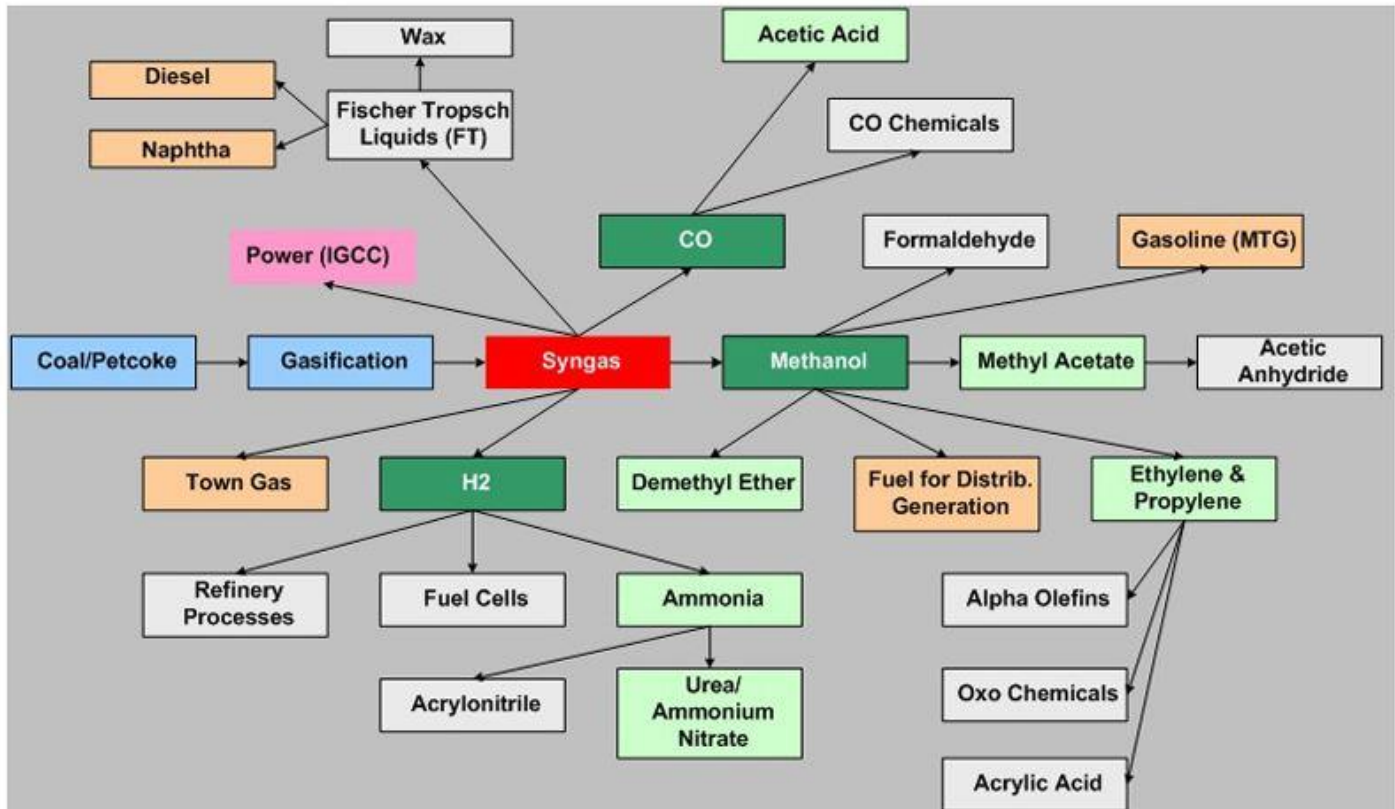 Wax
Acetic Acid
Diesel
Fischer Tropsch
Liquids (FT)
CO Chemicals
Naphtha
Power (IGCC)
CO
Formaldehyde
Gasoline (MTG)
Coal/Petcoke
Gasification
Syngas
Methanol
Methyl Acetate
Acetic
Anhydride
Town Gas
H2
Demethyl Ether
Fuel for Distrib.
Generation
Ethylene &
Propylene
Refinery
Processes
Fuel Cells
Ammonia
Alpha Olefins
Acrylonitrile
Urea/
Ammonium
Nitrate
Oxo Chemicals
Acrylic Acid